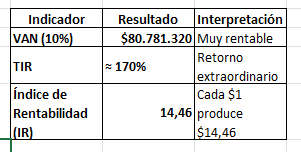 Indicador Resultado Interpretación
VAN (10%) $80.781.320 Muy rentable
TIR ≈ 170% Retorno
extraordinario
Índice de
Rentabilidad
(IR) 14,46 Cada $1
produce
$14,46